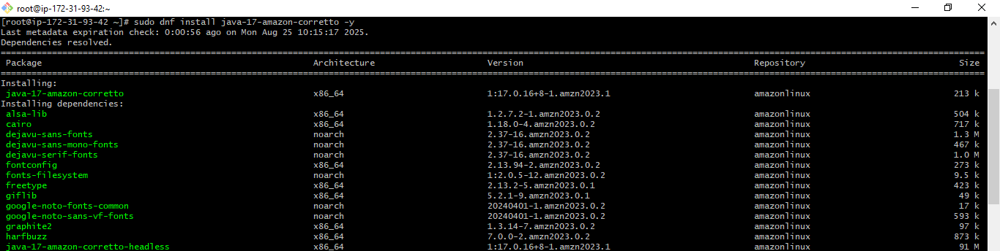 root@ip-172-31-93-42:~
[root@ip-172-31-93-42 ~]# sudo dnf install java-17-amazon-corretto -y
Last metadata expiration check: 0:00:56 ago on Mon Aug 25 10:15:17 2025.
Dependencies resolved.
Package Architecture Version Repository Size
Installing:
java-17-amazon-corretto x86_64 1:17.0.16+8-1.amzn2023.1 amazonlinux 213 k
Installing dependencies:
alsa-lib x86_64 1.2.7.2-1.amzn2023.0.2 amazonlinux 504 k
cairo x86_64 1.18.0-4.amzn2023.0.2 amazonlinux 717 k
dejavu-sans-fonts noarch 2.37-16.amzn2023.0.2 amazonlinux 1.3 M
dejavu-sans-mono-fonts noarch 2.37-16.amzn2023.0.2 amazonlinux 467 k
dejavu-serif-fonts noarch 2.37-16.amzn2023.0.2 amazonlinux 1.0 M
fontconfig x86_64 2.13.94-2.amzn2023.0.2 amazonlinux 273 k
fonts-filesystem noarch 1:2.0.5-12.amzn2023.0.2 amazonlinux 9.5 k
freetype x86_64 2.13.2-5.amzn2023.0.1 amazonlinux 423 k
giflib x86_64 5.2.1-9.amzn2023.0.1 amazonlinux 49 k
google-noto-fonts-common noarch 20240401-1.amzn2023.0.2 amazonlinux 17 k
google-noto-sans-vf-fonts noarch 20240401-1.amzn2023.0.2 amazonlinux 593 k
graphite2 x86_64 1.3.14-7.amzn2023.0.2 amazonlinux 97 k
harfbuzz x86_64 7.0.0-2.amzn2023.0.2 amazonlinux 873 k
java-17-amazon-corretto-headless x86_64 1:17.0.16+8-1.amzn2023.1 amazonlinux 91 M